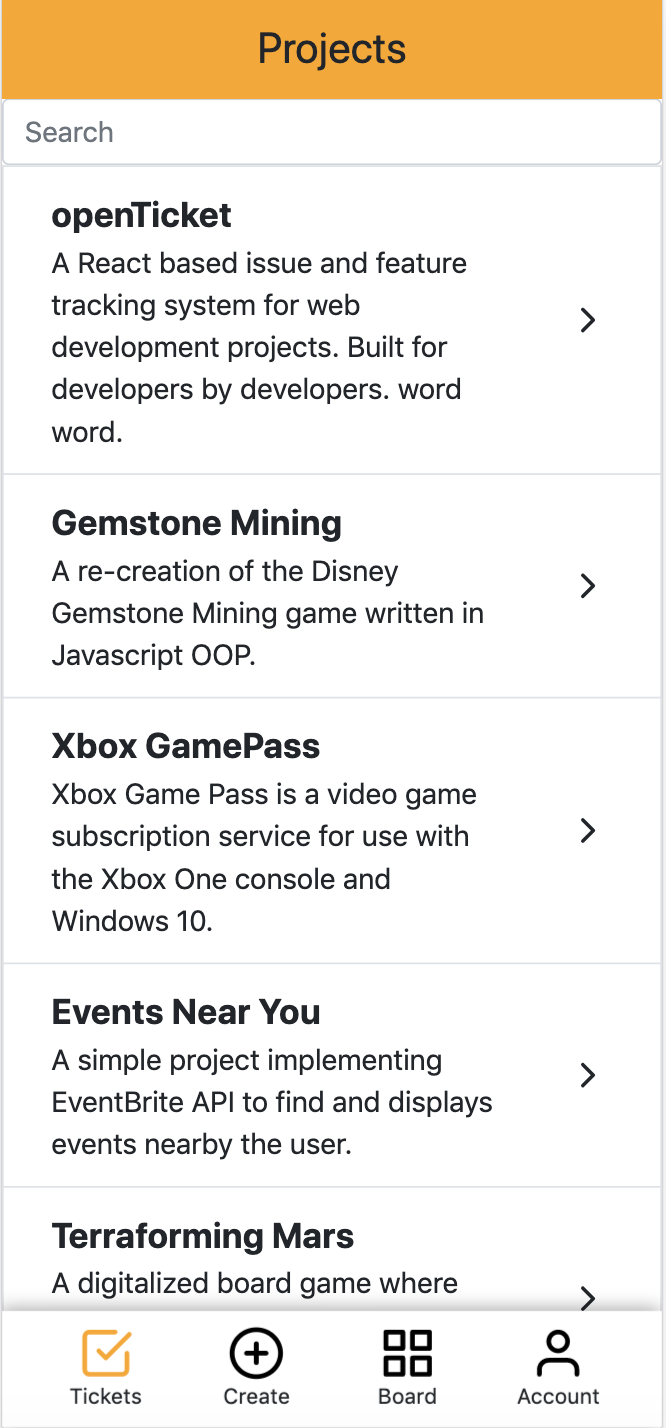 Projects
Search
openTicket
A React based issue and feature
tracking system for web
development projects. Built for
developers by developers. word
word.
Gemstone Mining
A re-creation of the Disney
Gemstone Mining game written in
Javascript OOP.
Xbox GamePass
Xbox Game Pass is a video game
subscription service for use with
the Xbox One console and
Windows 10.
Events Near You
A simple project implementing
EventBrite API to find and displays
events nearby the user.
Terraforming Mars
A digitalized board game where
Tickets
Create
Board
Account